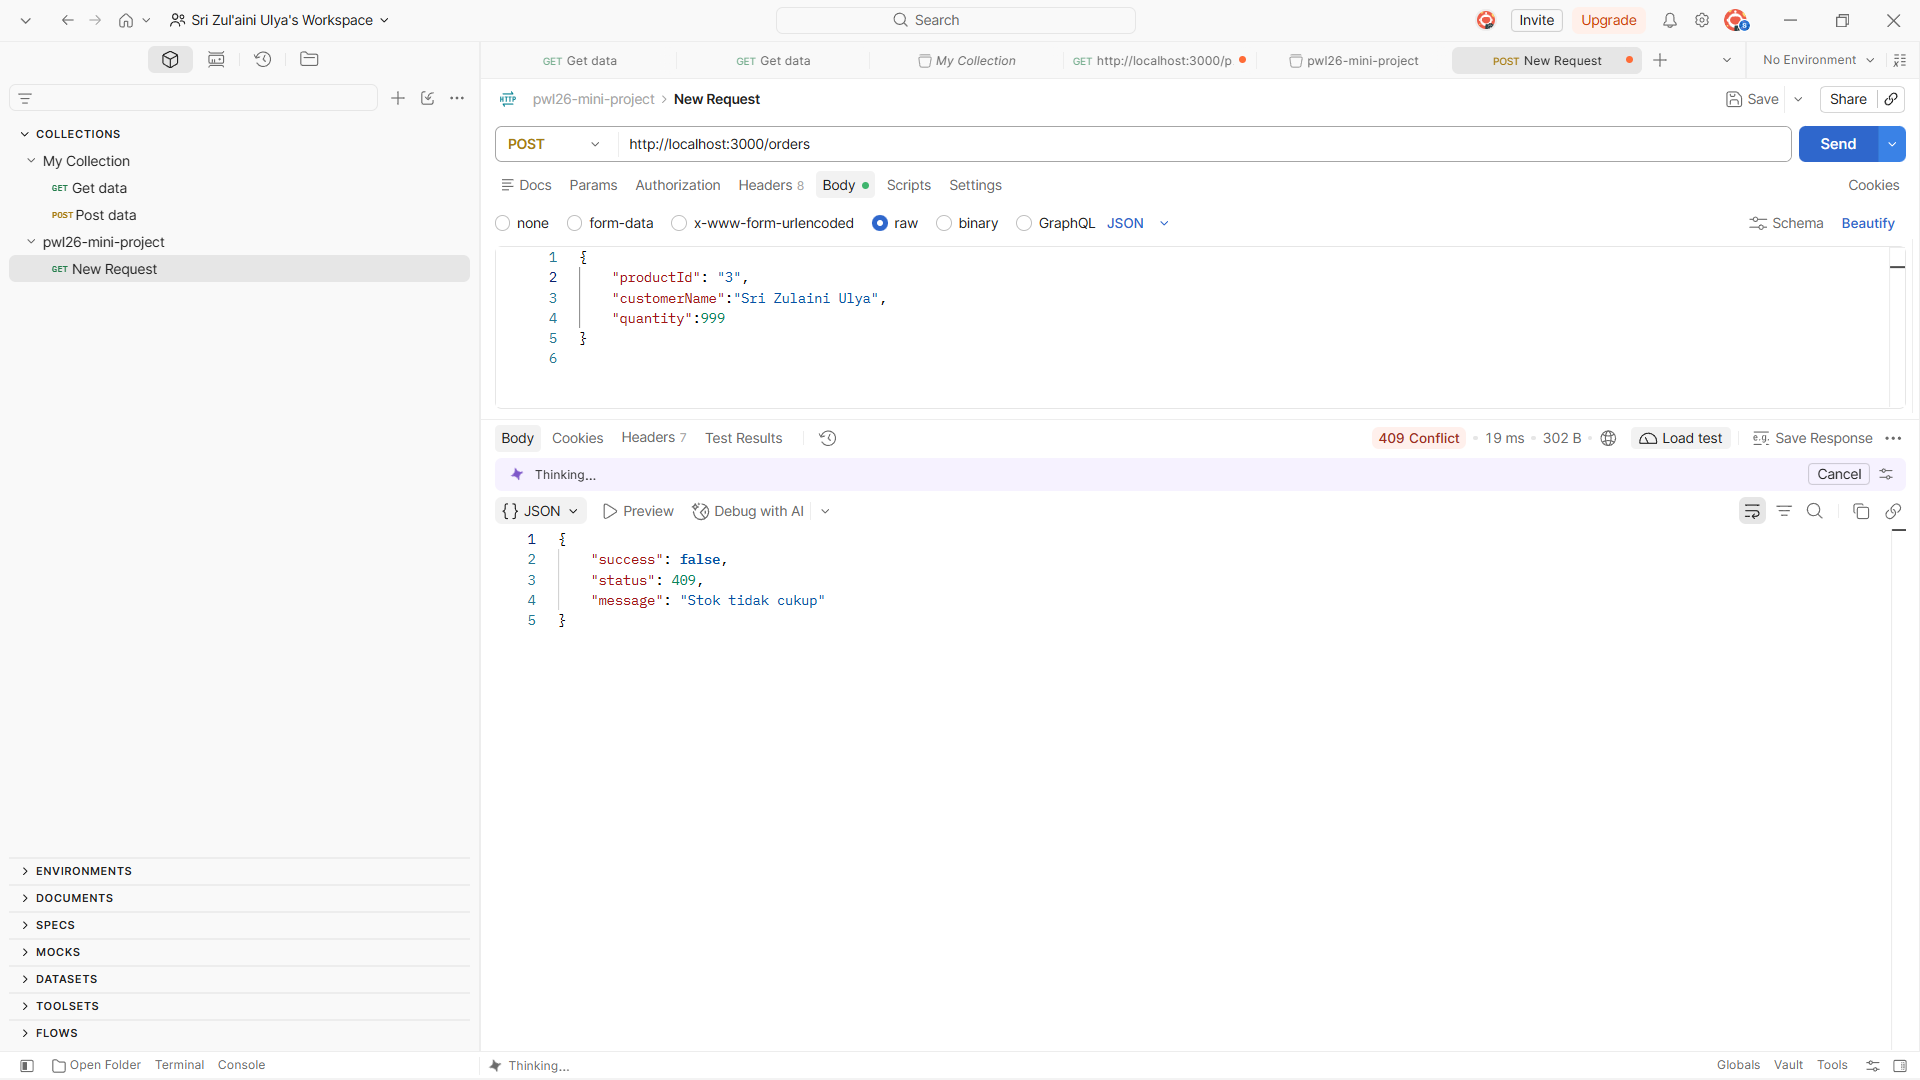 Sri Zul'aini Ulya's Workspace
Search
Invite
Upgrade
8
GET Get data
GET Get data
My Collection
GET http://localhost:3000/p
pwl26-mini-project
POST New Request
No Environment
COLLECTIONS
My Collection
GET Get data
POST Post data
pwl26-mini-project
GET New Request
ENVIRONMENTS
DOCUMENTS
SPECS
MOCKS
DATASETS
TOOLSETS
FLOWS
HTTP
pwl26-mini-project > New Request
Save
Share
POST
http://localhost:3000/orders
Send
Docs Params Authorization Headers 8 Body Scripts Settings
Cookies
none form-data x-www-form-urlencoded raw binary GraphQL JSON
Schema Beautify
1 {
2 "productId": "3",
3 "customerName":"Sri Zulaini Ulya",
4 "quantity":999
5 }
6
Body Cookies Headers 7 Test Results
409 Conflict • 19 ms • 302 B
Load test
e.g. Save Response
Thinking...
Cancel
{} JSON
Preview
Debug with AI
1 {
2 "success": false,
3 "status": 409,
4 "message": "Stok tidak cukup"
5 }
Open Folder Terminal Console
Thinking...
Globals Vault Tools